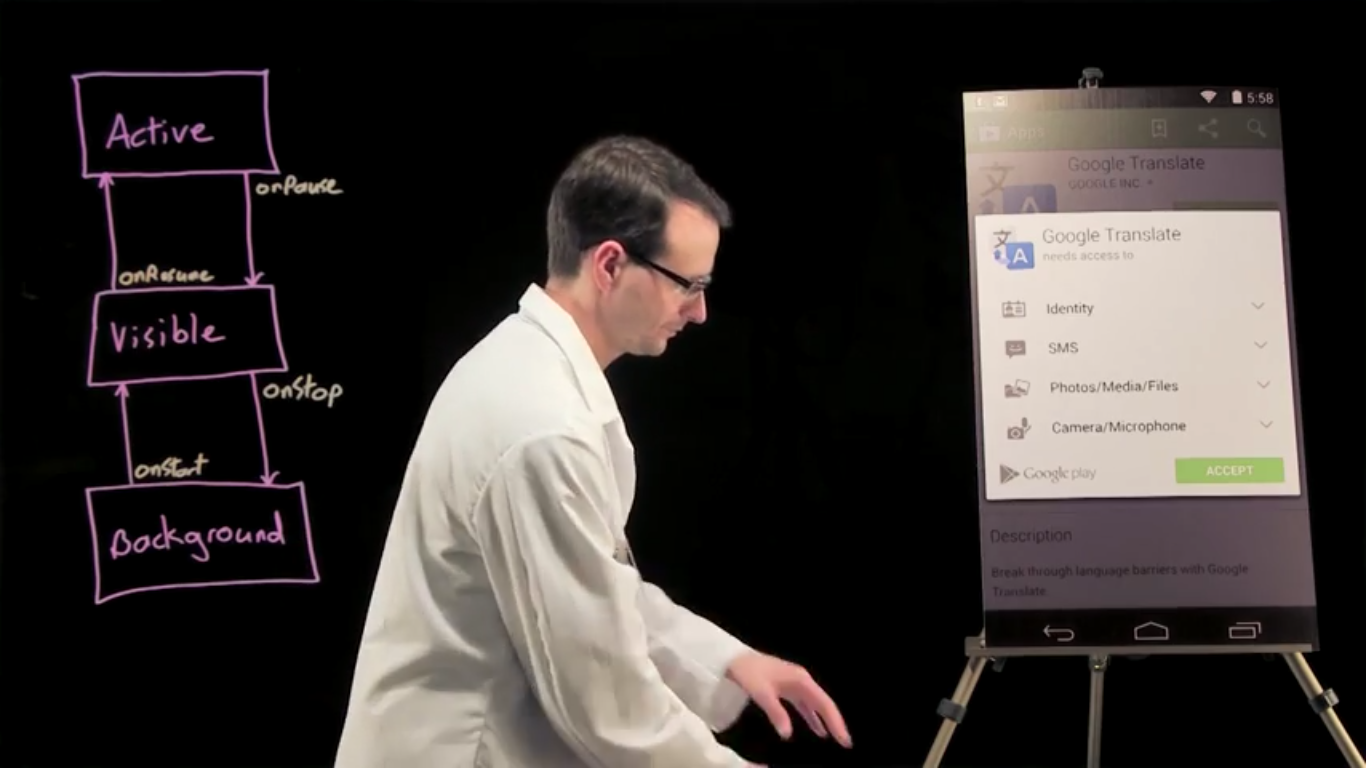 Active
onPause
onResume
Visible
onStop
onStart
Background
5:58
Apps
Google Translate
GOOGLE INC.
Google Translate
needs access to
Identity
SMS
Photos/Media/Files
Camera/Microphone
Google play
ACCEPT
Description
Break through language barriers with Google
Translate
文
A
文
A